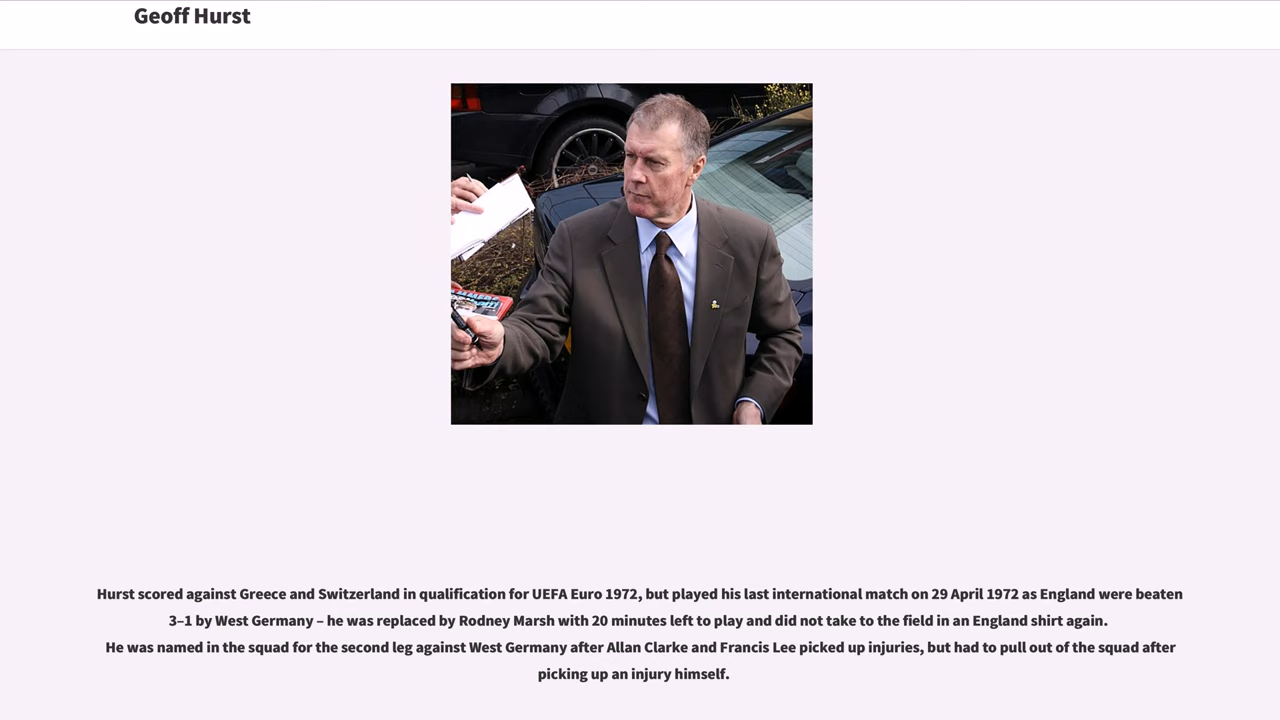 Geoff Hurst
Hurst scored against Greece and Switzerland in qualification for UEFA Euro 1972, but played his last international match on 29 April 1972 as England were beaten
3–1 by West Germany – he was replaced by Rodney Marsh with 20 minutes left to play and did not take to the field in an England shirt again.
He was named in the squad for the second leg against West Germany after Allan Clarke and Francis Lee picked up injuries, but had to pull out of the squad after
picking up an injury himself.